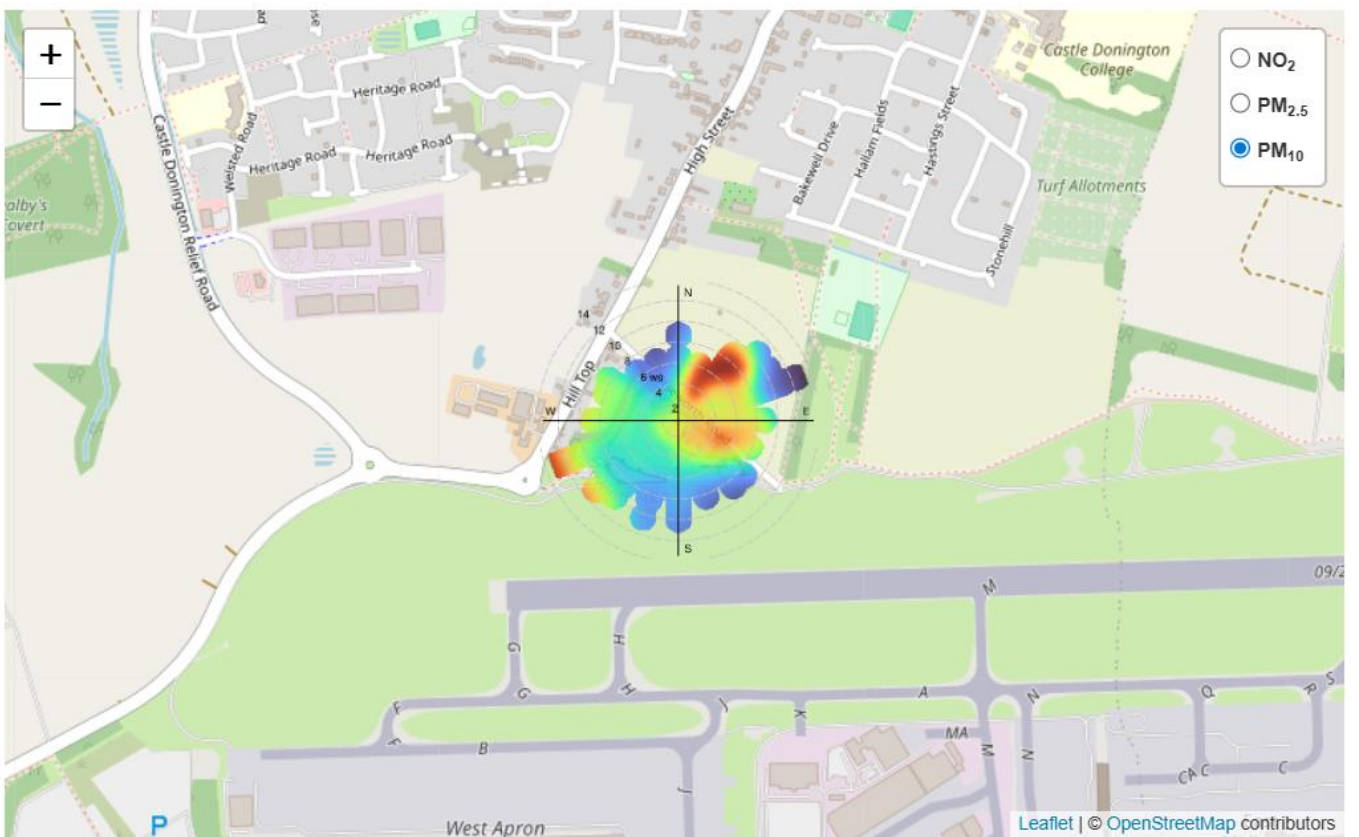 +
−
NO2
PM2.5
PM10
Castle Donington
College
Heritage Road
Welsted Road
Heritage Road
Heritage Road
Castle Donington Relief Road
High Street
Bakewell Drive
Hallam Fields
Hastings Street
Stonehill
Turf Allotments
Hill Top
N
14
12
10
8
6 ws
4
2
W
E
S
09/2
M
G
H
G
H
F
F
J
A
K
B
J
MA
M
N
N
Q
R
S
CA
C
C
P
West Apron
Leaflet | © OpenStreetMap contributors